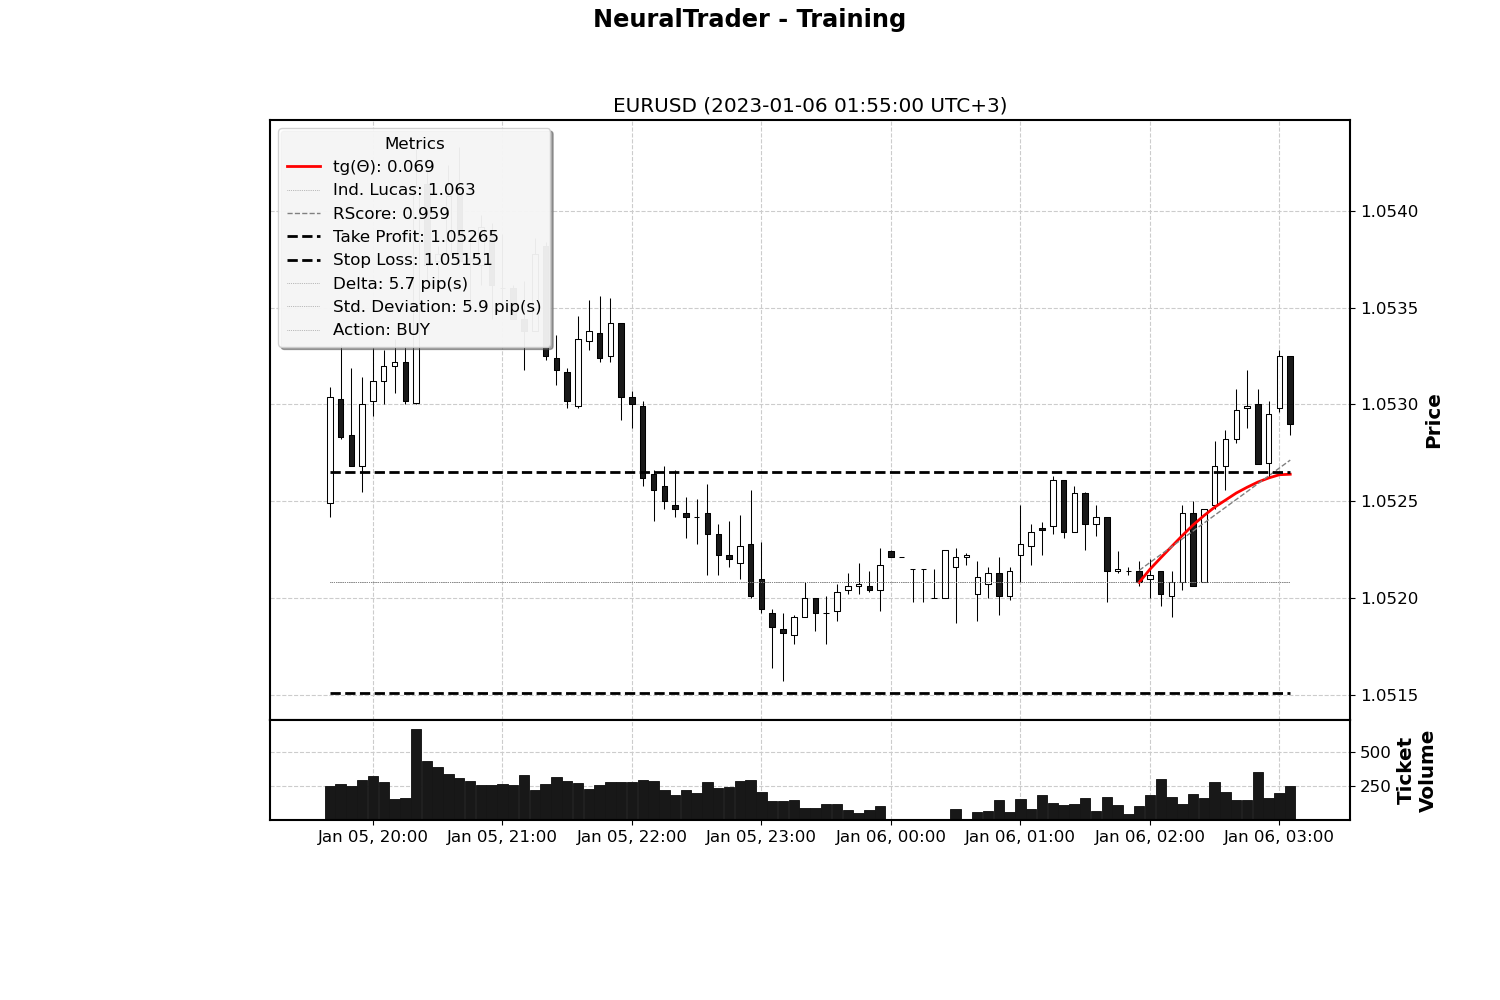 NeuralTrader - Training
EURUSD (2023-01-06 01:55:00 UTC+3)
Metrics
tg(Θ): 0.069
Ind. Lucas: 1.063
RScore: 0.959
Take Profit: 1.05265
Stop Loss: 1.05151
Delta: 5.7 pip(s)
Std. Deviation: 5.9 pip(s)
Action: BUY
1.0540
1.0535
1.0530
1.0525
1.0520
1.0515
Price
500
250
Ticket
Volume
Jan 05, 20:00
Jan 05, 21:00
Jan 05, 22:00
Jan 05, 23:00
Jan 06, 00:00
Jan 06, 01:00
Jan 06, 02:00
Jan 06, 03:00